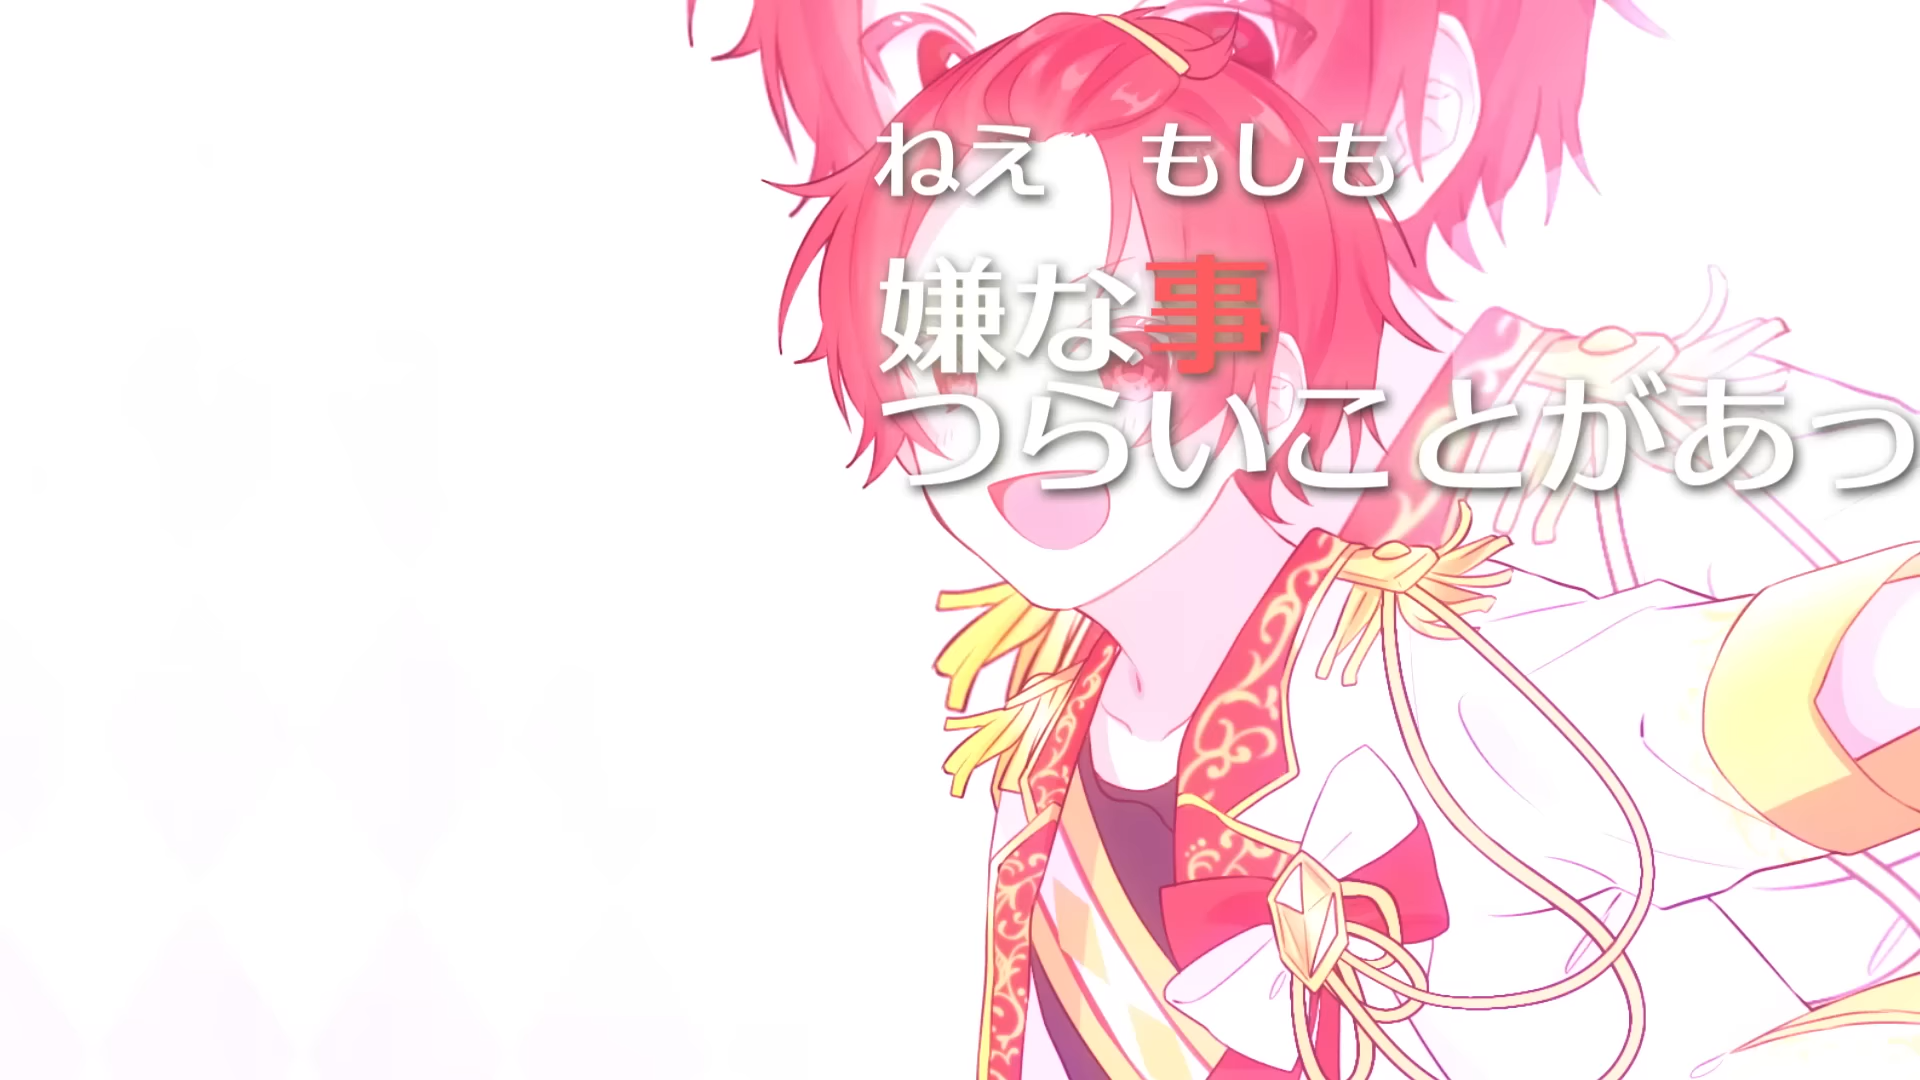 ねえ　もしも
嫌な事
つらいことがあっ